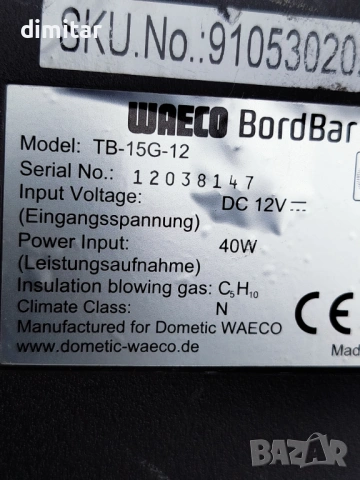 dimitar
SKU.No.:91053020
WAECO BordBar
Model: TB-15G-12
Serial No.: 12038147
Input Voltage: DC 12V
(Eingangsspannung)
Power Input: 40W
(Leistungsaufnahme)
Insulation blowing gas: C₅H₁₀
Climate Class: N
Manufactured for Dometic WAECO
www.dometic-waeco.de
CE
Mad
BAZAR